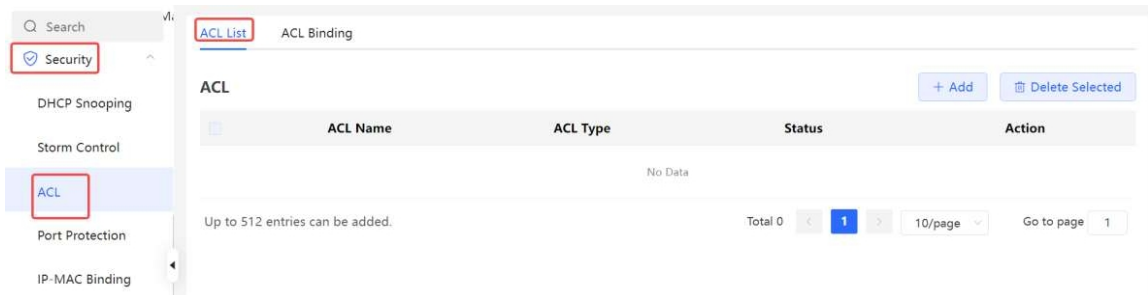 Search
Ma
Security
DHCP Snooping
Storm Control
ACL
Port Protection
IP-MAC Binding
ACL List ACL Binding
ACL
+ Add Delete Selected
ACL Name ACL Type Status Action
No Data
Up to 512 entries can be added. Total 0 < 1 > 10/page Go to page 1